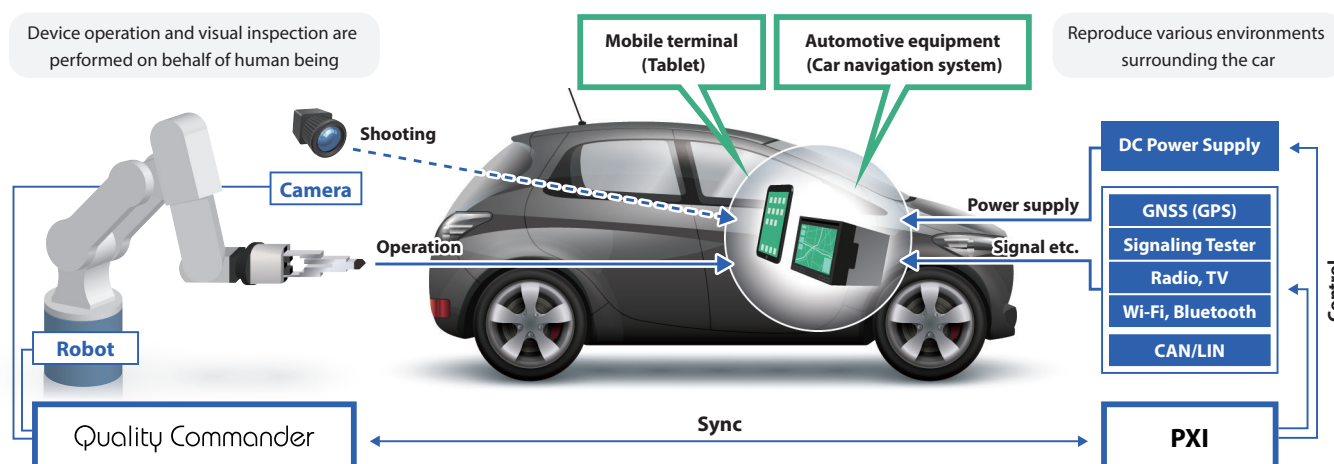 Device operation and visual inspection are
performed on behalf of human being
Mobile terminal
(Tablet)
Automotive equipment
(Car navigation system)
Reproduce various environments
surrounding the car
Shooting
Camera
Operation
Robot
DC Power Supply
Power supply
GNSS (GPS)
Signal etc.
Signaling Tester
Radio, TV
Wi-Fi, Bluetooth
CAN/LIN
Control
Quality Commander
Sync
PXI